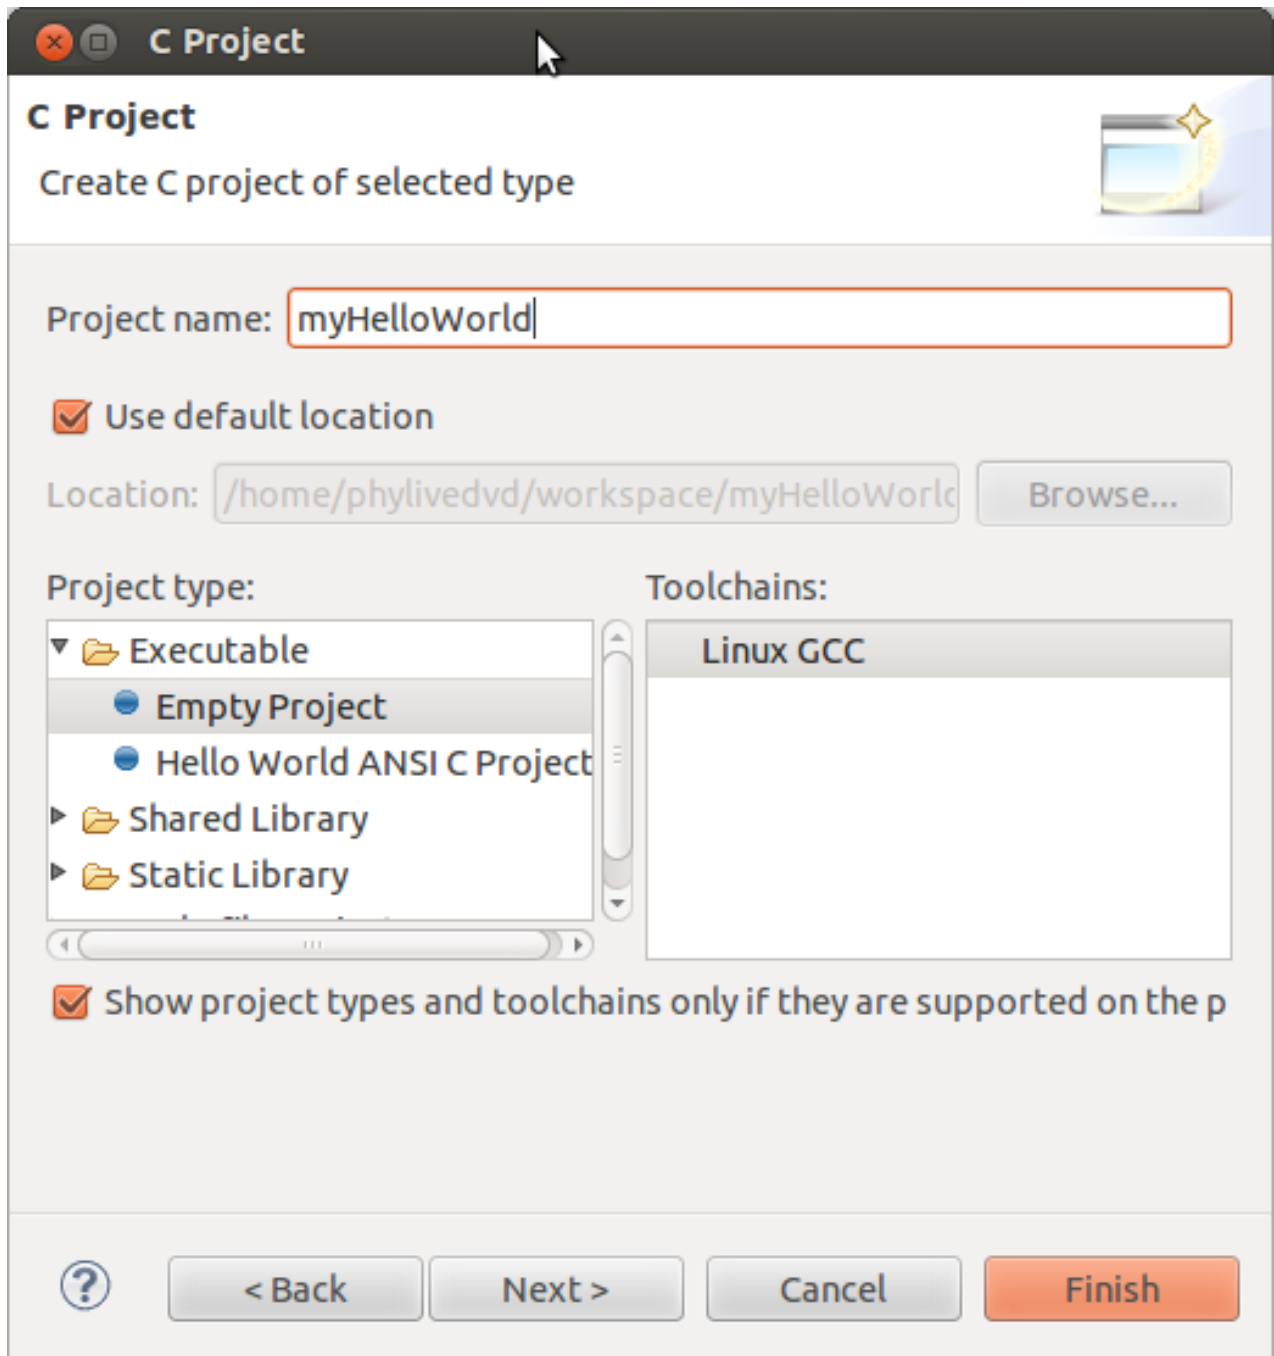 C Project
C Project
Create C project of selected type
Project name: myHelloWorld
Use default location
Location: /home/phylivedvd/workspace/myHelloWorld Browse...
Project type: Toolchains:
Executable Linux GCC
Empty Project
Hello World ANSI C Project
Shared Library
Static Library
Show project types and toolchains only if they are supported on the p
< Back Next > Cancel Finish